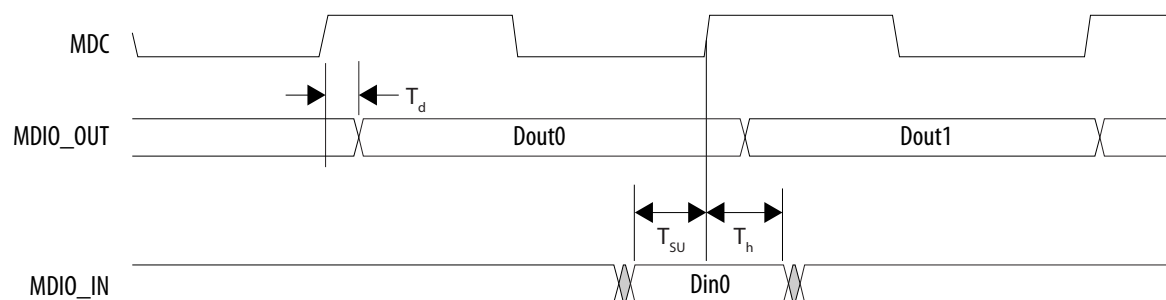 MDC
T_d
MDIO_OUT
Dout0
Dout1
T_SU
T_h
MDIO_IN
Din0